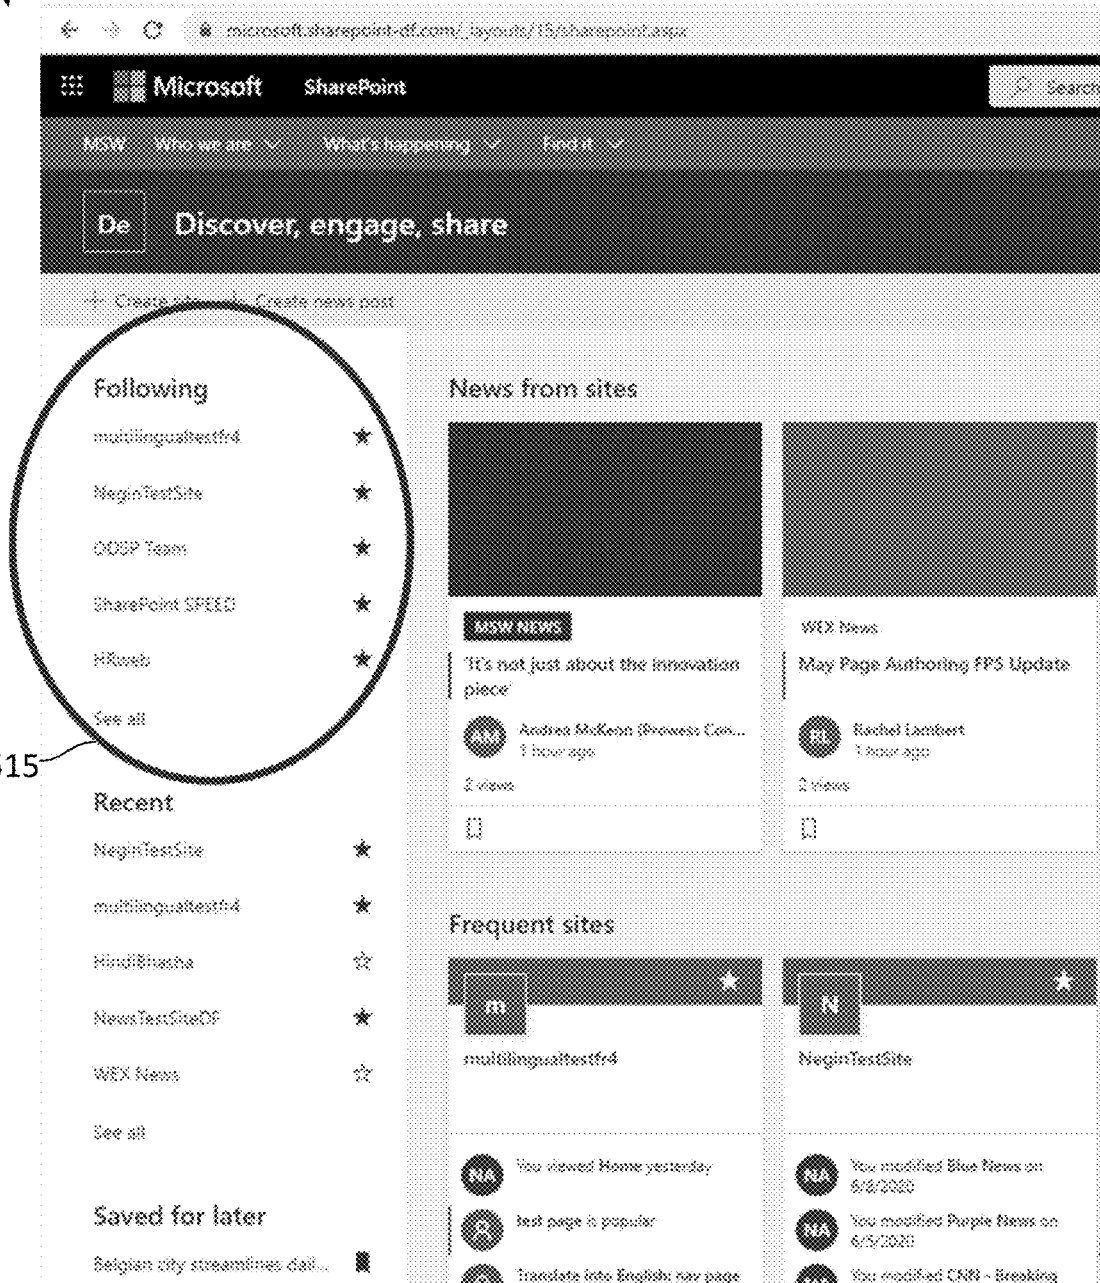 microsoft.sharepoint-df.com/_layouts/15/sharepoint.aspx
Microsoft SharePoint Search
MSW Who we are What's happening Find it
De Discover, engage, share
+ Create + Create news post
Following
multilingualtestfr4
NeginTestSite
ODSP Team
SharePoint SPEED
HRweb
See all
15
Recent
NeginTestSite
multilingualtestfr4
HindiBhasha
NewsTestSiteDF
WEX News
See all
Saved for later
Belgian city streamlines dail...
News from sites
MSW NEWS
'It's not just about the innovation
piece'
AM Andrea McKeon (Prowess Con...
1 hour ago
2 views
WEX News
May Page Authoring FPS Update
RL Rachel Lambert
1 hour ago
2 views
Frequent sites
m
multilingualtestfr4
NA You viewed Home yesterday
test page is popular
Translate into English: nav page
N
NeginTestSite
NA You modified Blue News on
6/8/2020
NA You modified Purple News on
6/5/2020
You modified CNN - Breaking